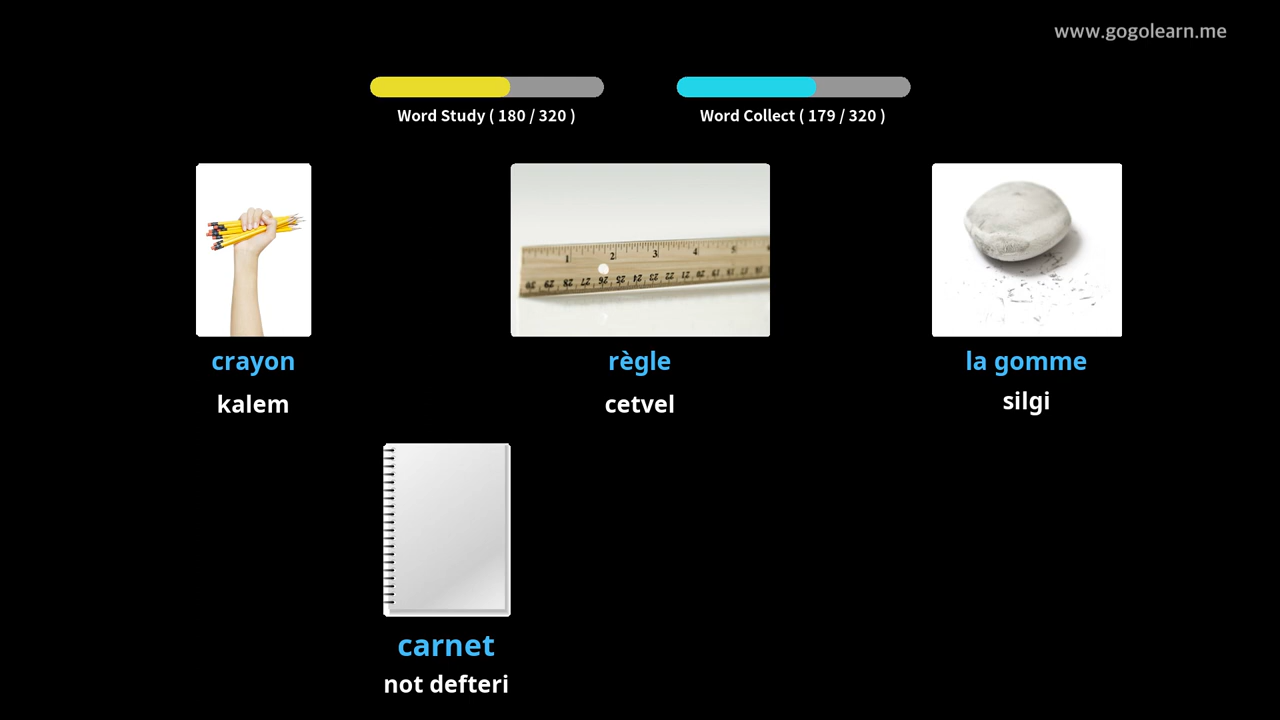 www.gogolearn.me
Word Study ( 180 / 320 )
Word Collect ( 179 / 320 )
crayon
kalem
règle
cetvel
la gomme
silgi
carnet
not defteri